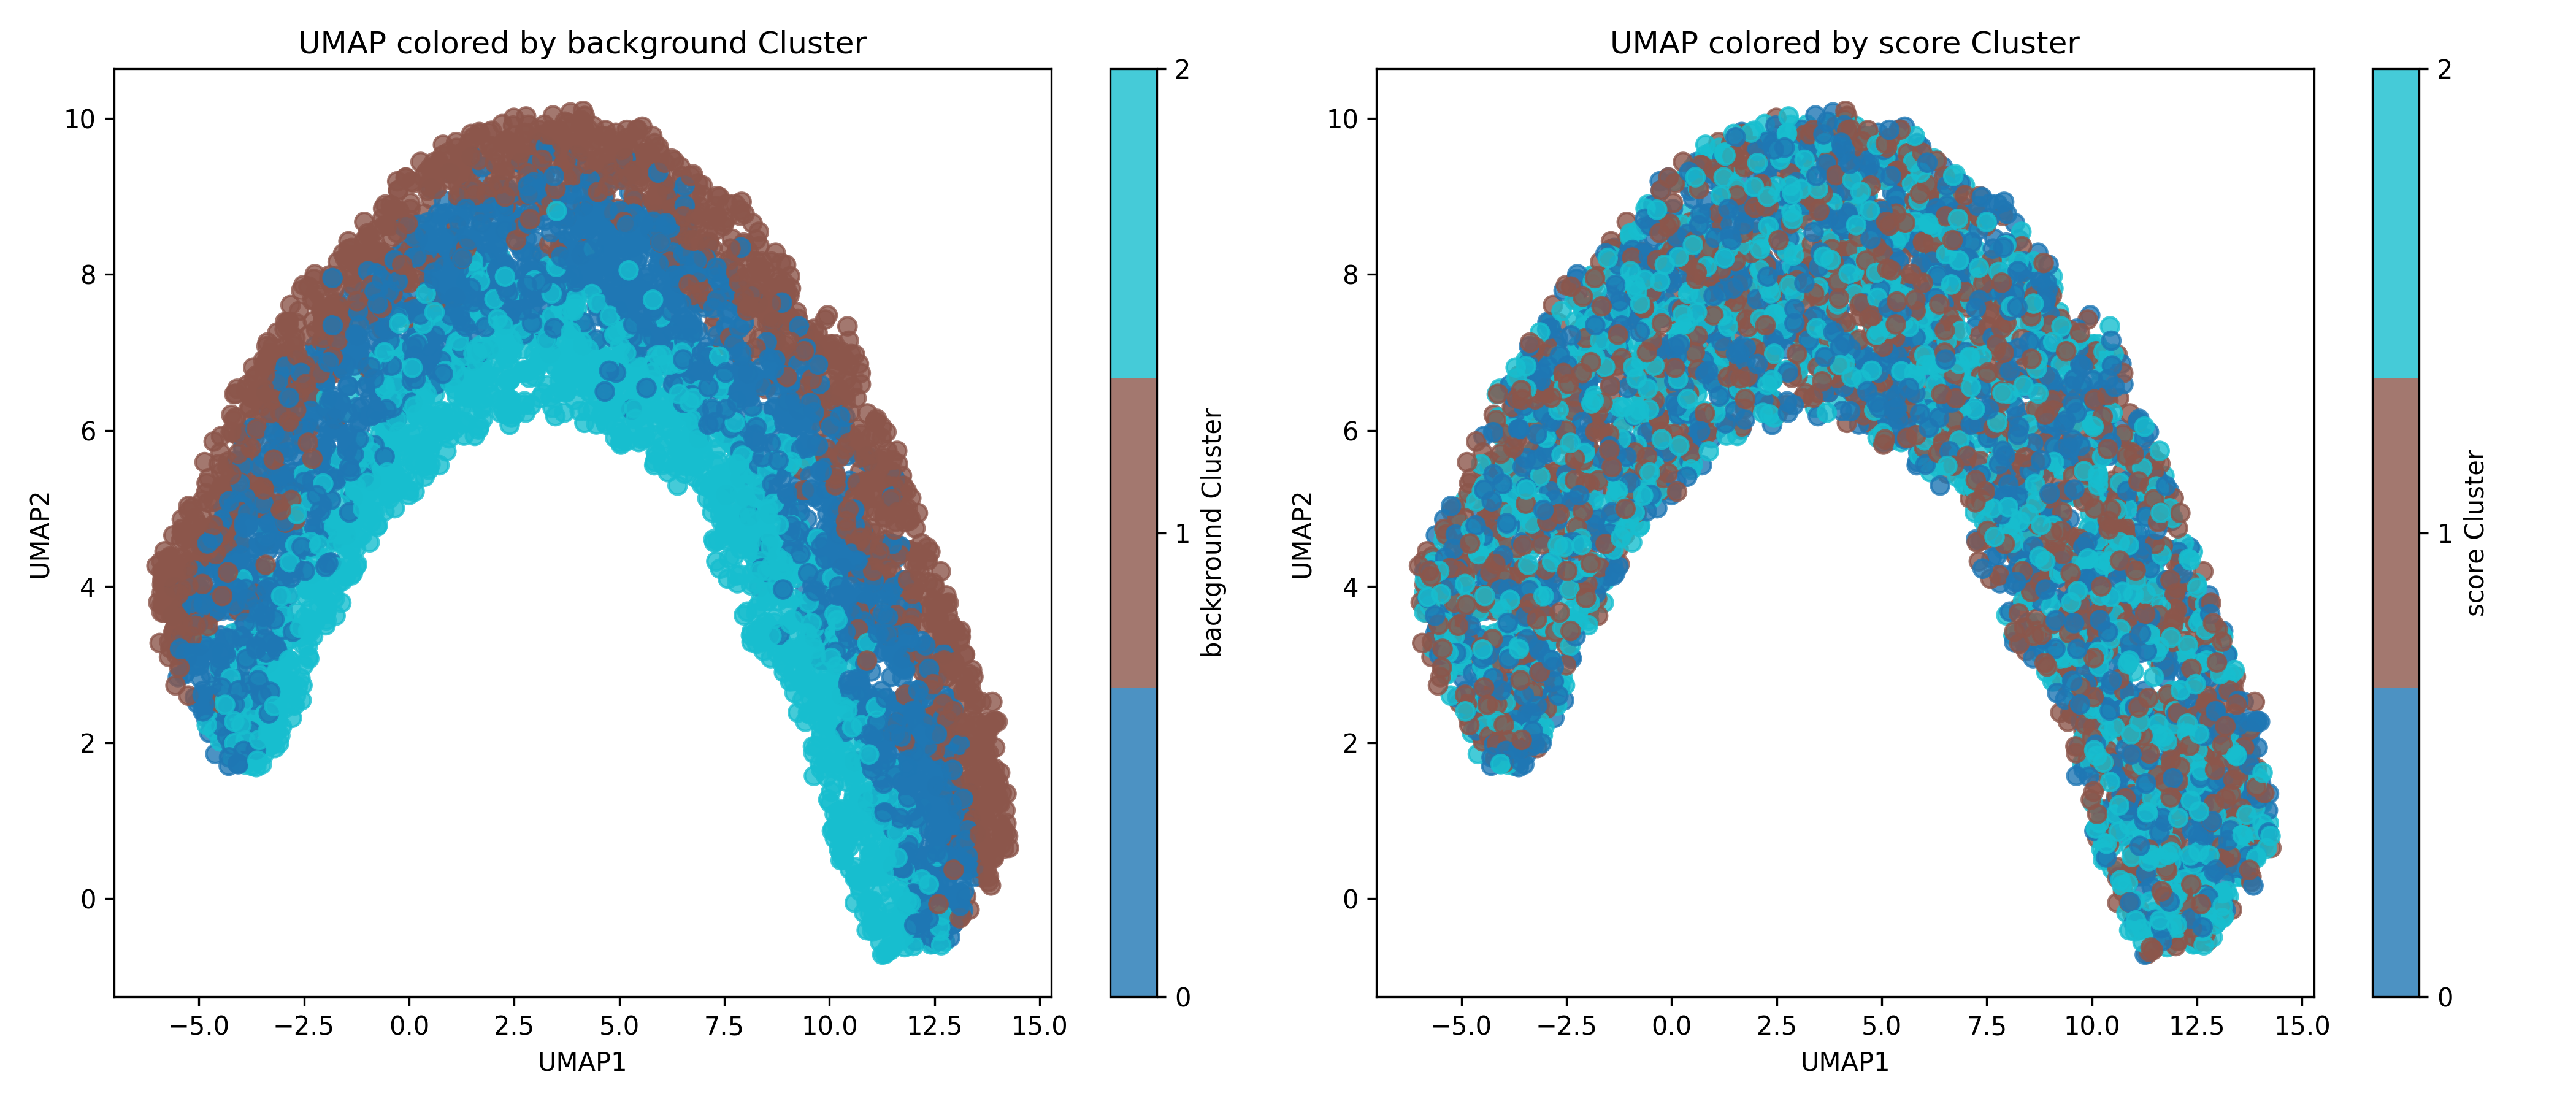 UMAP colored by background Cluster
10
8
6
4
2
0
UMAP2
−5.0 −2.5 0.0 2.5 5.0 7.5 10.0 12.5 15.0
UMAP1
2
1
0
background Cluster
UMAP colored by score Cluster
10
8
6
4
2
0
UMAP2
−5.0 −2.5 0.0 2.5 5.0 7.5 10.0 12.5 15.0
UMAP1
2
1
0
score Cluster